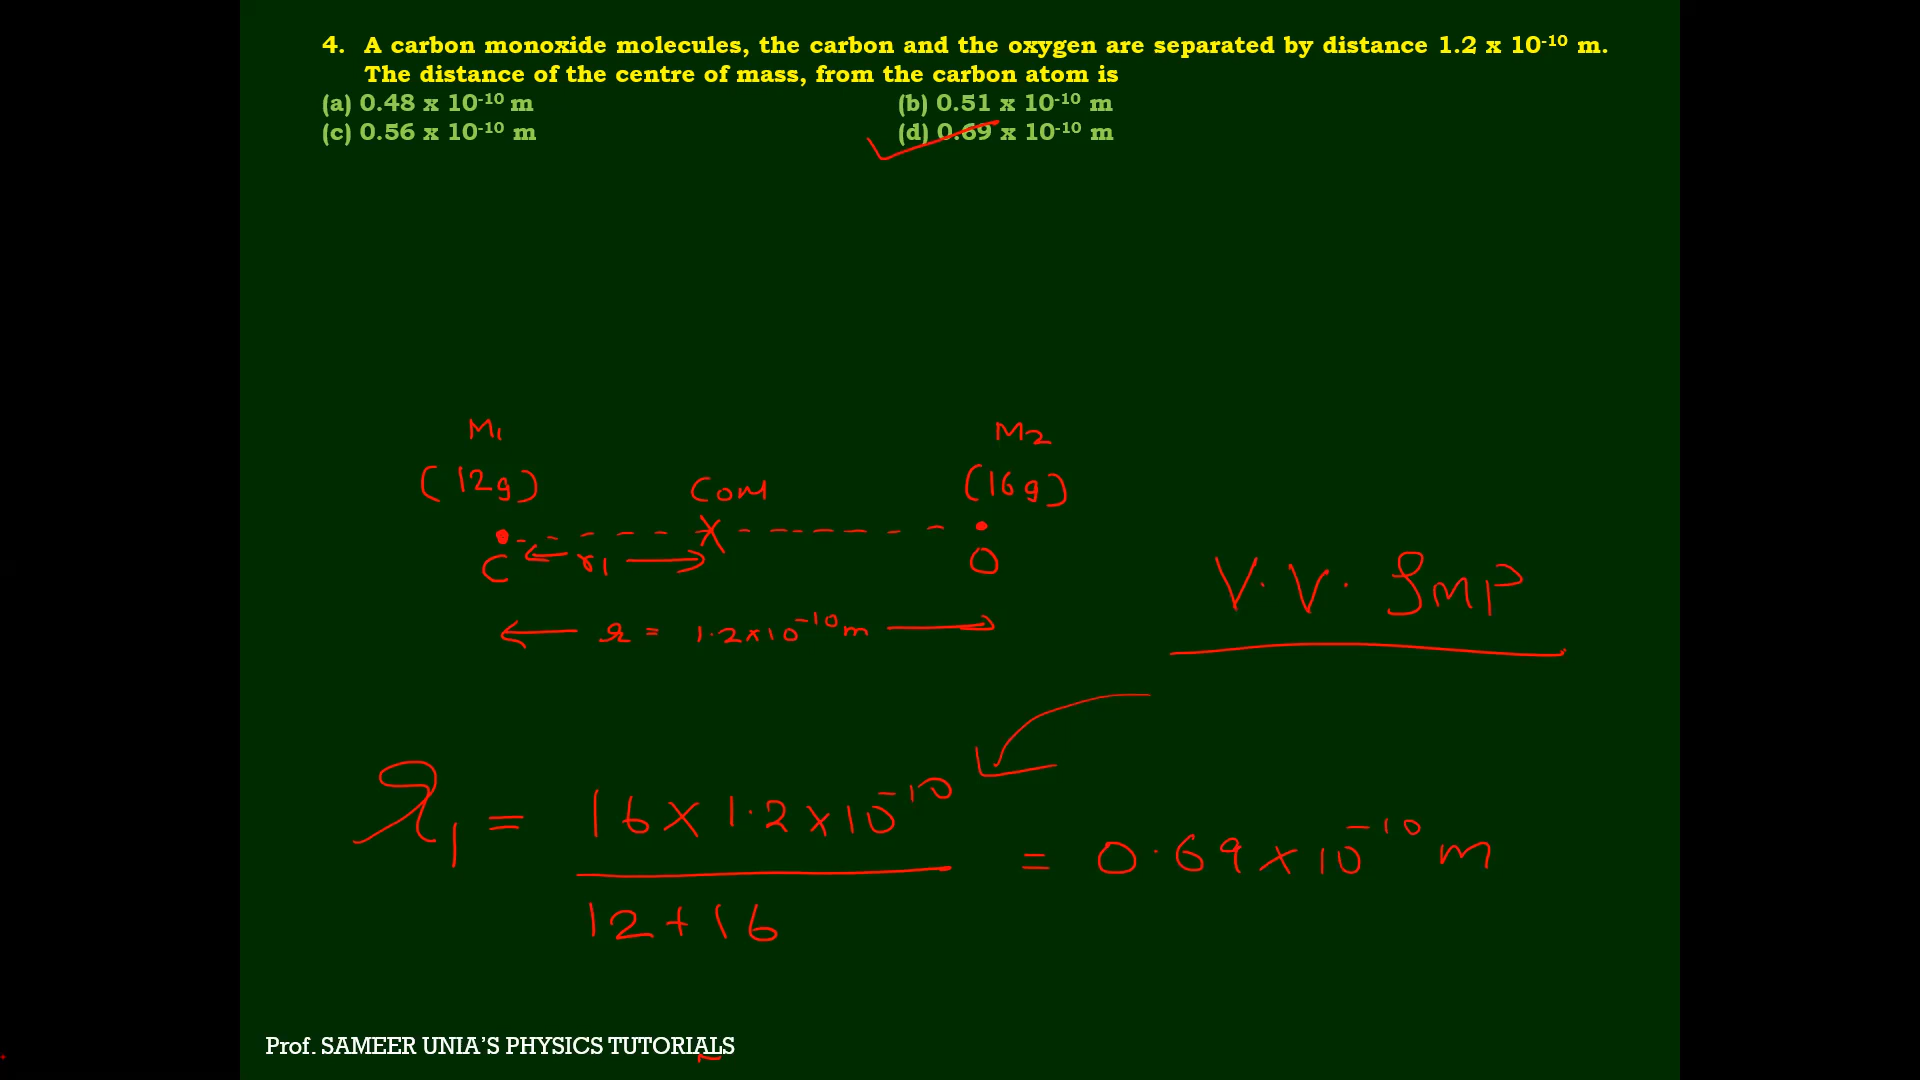 4. A carbon monoxide molecules, the carbon and the oxygen are separated by distance 1.2 x 10⁻¹⁰ m.
The distance of the centre of mass, from the carbon atom is
(a) 0.48 x 10⁻¹⁰ m (b) 0.51 x 10⁻¹⁰ m
(c) 0.56 x 10⁻¹⁰ m (d) 0.69 x 10⁻¹⁰ m
M₁ M₂
(12g) COM (16g)
C r₁ O
r = 1.2×10⁻¹⁰ m
V. V. Imp
r₁ = 16 × 1.2 × 10⁻¹⁰
= 0.69 × 10⁻¹⁰ m
12 + 16
Prof. SAMEER UNIA’S PHYSICS TUTORIALS